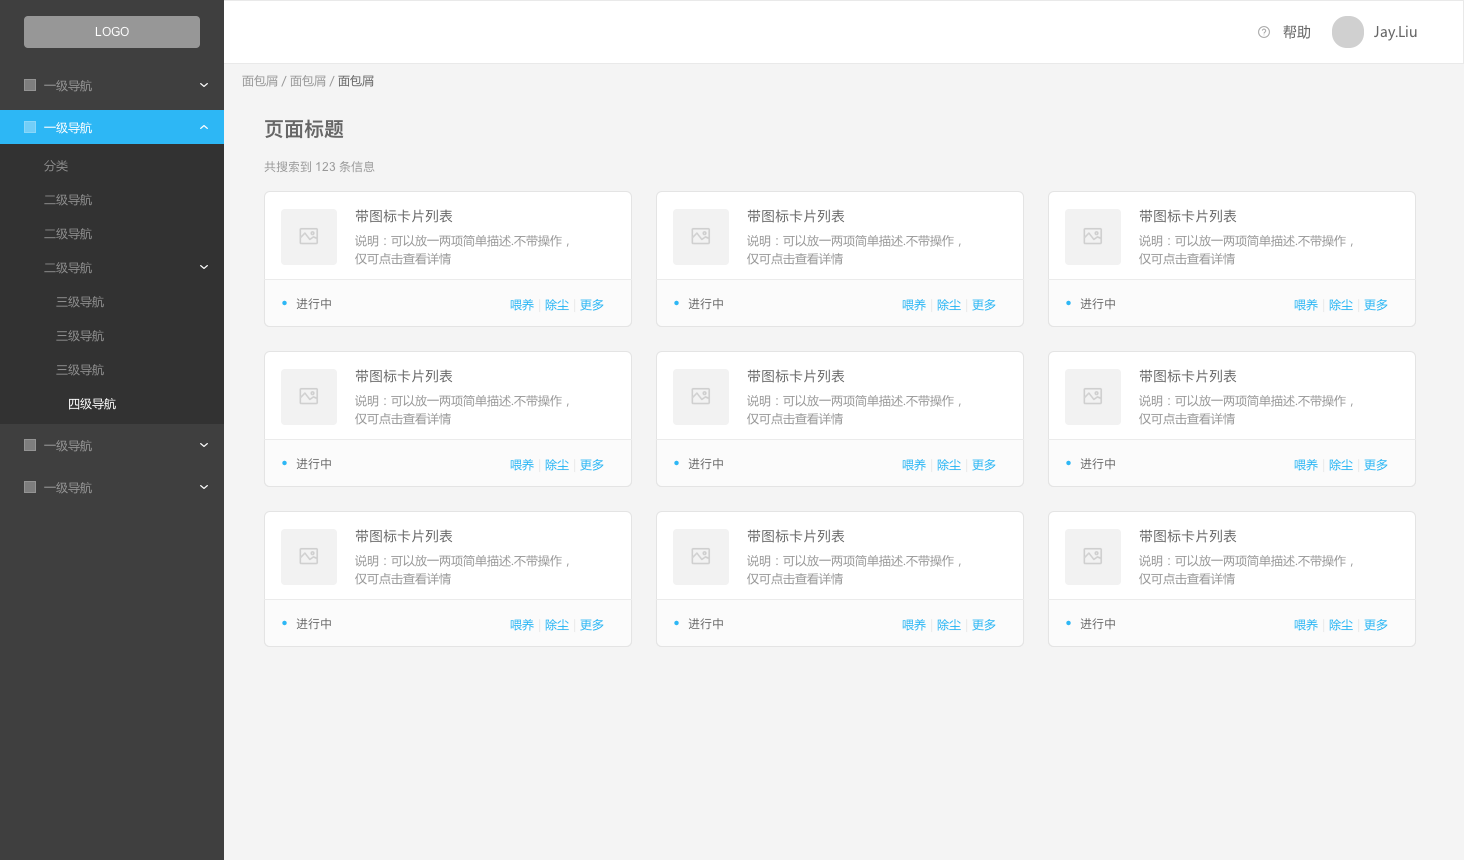 LOGO
一级导航
一级导航
分类
二级导航
二级导航
二级导航
三级导航
三级导航
三级导航
四级导航
一级导航
一级导航
帮助
Jay.Liu
面包屑 / 面包屑 / 面包屑
页面标题
共搜索到 123 条信息
带图标卡片列表
说明：可以放一两项简单描述.不带操作，
仅可点击查看详情
进行中
喂养 | 除尘 | 更多
带图标卡片列表
说明：可以放一两项简单描述.不带操作，
仅可点击查看详情
进行中
喂养 | 除尘 | 更多
带图标卡片列表
说明：可以放一两项简单描述.不带操作，
仅可点击查看详情
进行中
喂养 | 除尘 | 更多
带图标卡片列表
说明：可以放一两项简单描述.不带操作，
仅可点击查看详情
进行中
喂养 | 除尘 | 更多
带图标卡片列表
说明：可以放一两项简单描述.不带操作，
仅可点击查看详情
进行中
喂养 | 除尘 | 更多
带图标卡片列表
说明：可以放一两项简单描述.不带操作，
仅可点击查看详情
进行中
喂养 | 除尘 | 更多
带图标卡片列表
说明：可以放一两项简单描述.不带操作，
仅可点击查看详情
进行中
喂养 | 除尘 | 更多
带图标卡片列表
说明：可以放一两项简单描述.不带操作，
仅可点击查看详情
进行中
喂养 | 除尘 | 更多
带图标卡片列表
说明：可以放一两项简单描述.不带操作，
仅可点击查看详情
进行中
喂养 | 除尘 | 更多